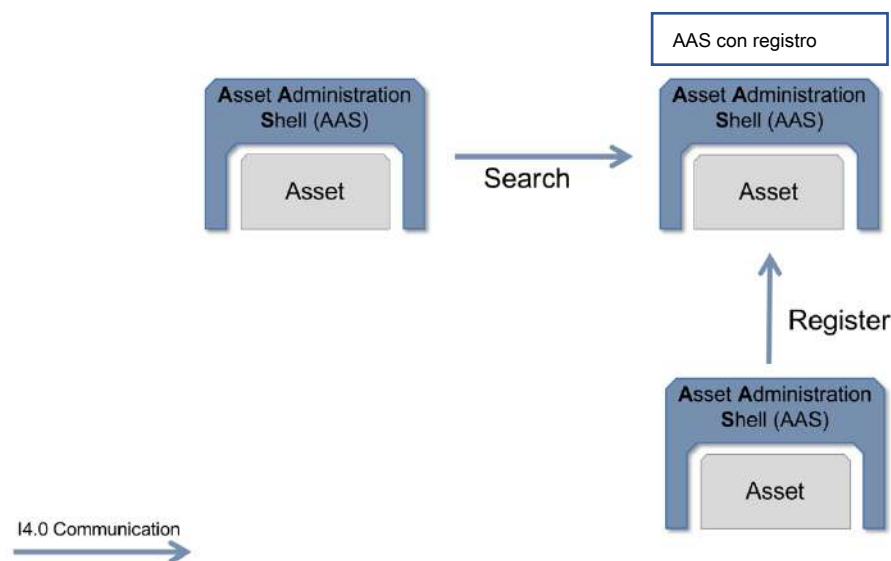 AAS con registro
Asset Administration
Shell (AAS)
Asset
Search
Asset Administration
Shell (AAS)
Asset
Register
Asset Administration
Shell (AAS)
Asset
I4.0 Communication